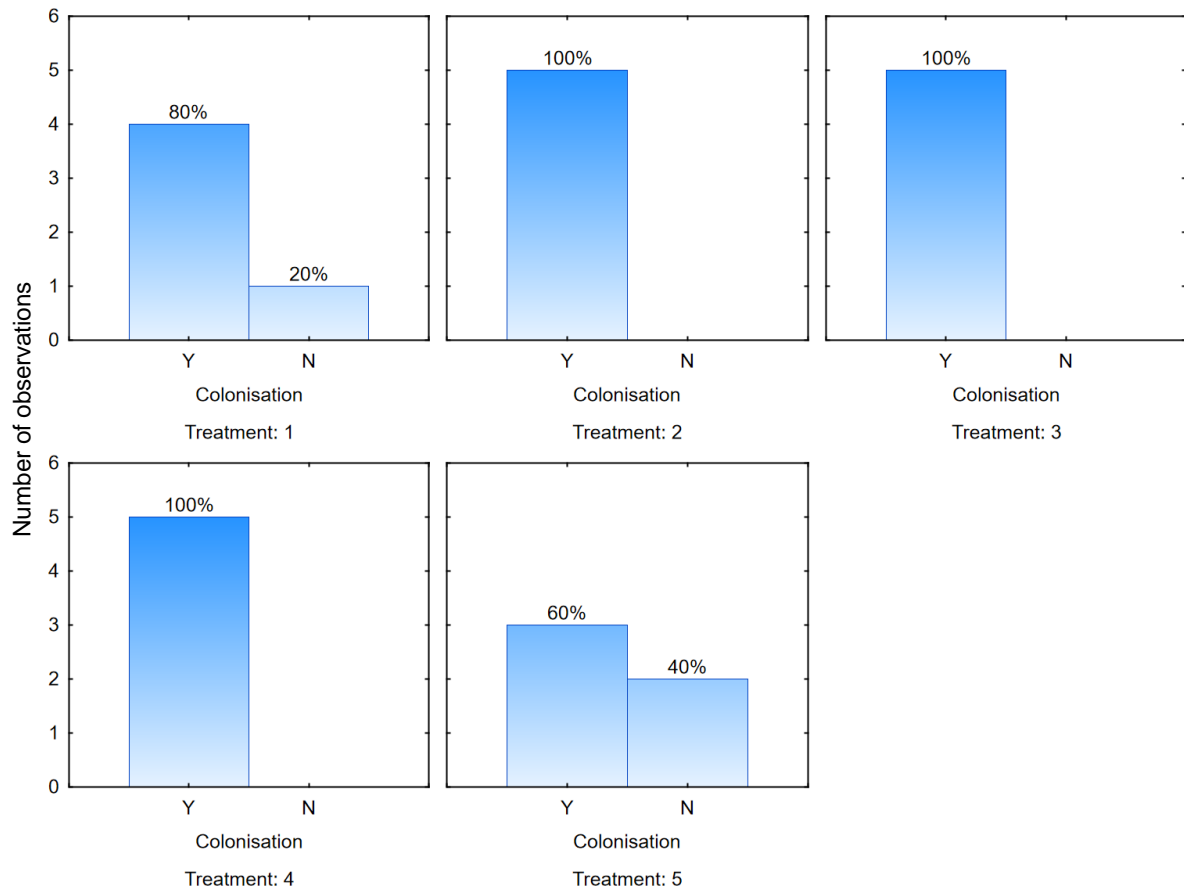 Number of observations
6
5
4
3
2
1
0
80%
20%
Y N
Colonisation
Treatment: 1
100%
Y N
Colonisation
Treatment: 2
100%
Y N
Colonisation
Treatment: 3
6
5
4
3
2
1
0
100%
Y N
Colonisation
Treatment: 4
60%
40%
Y N
Colonisation
Treatment: 5